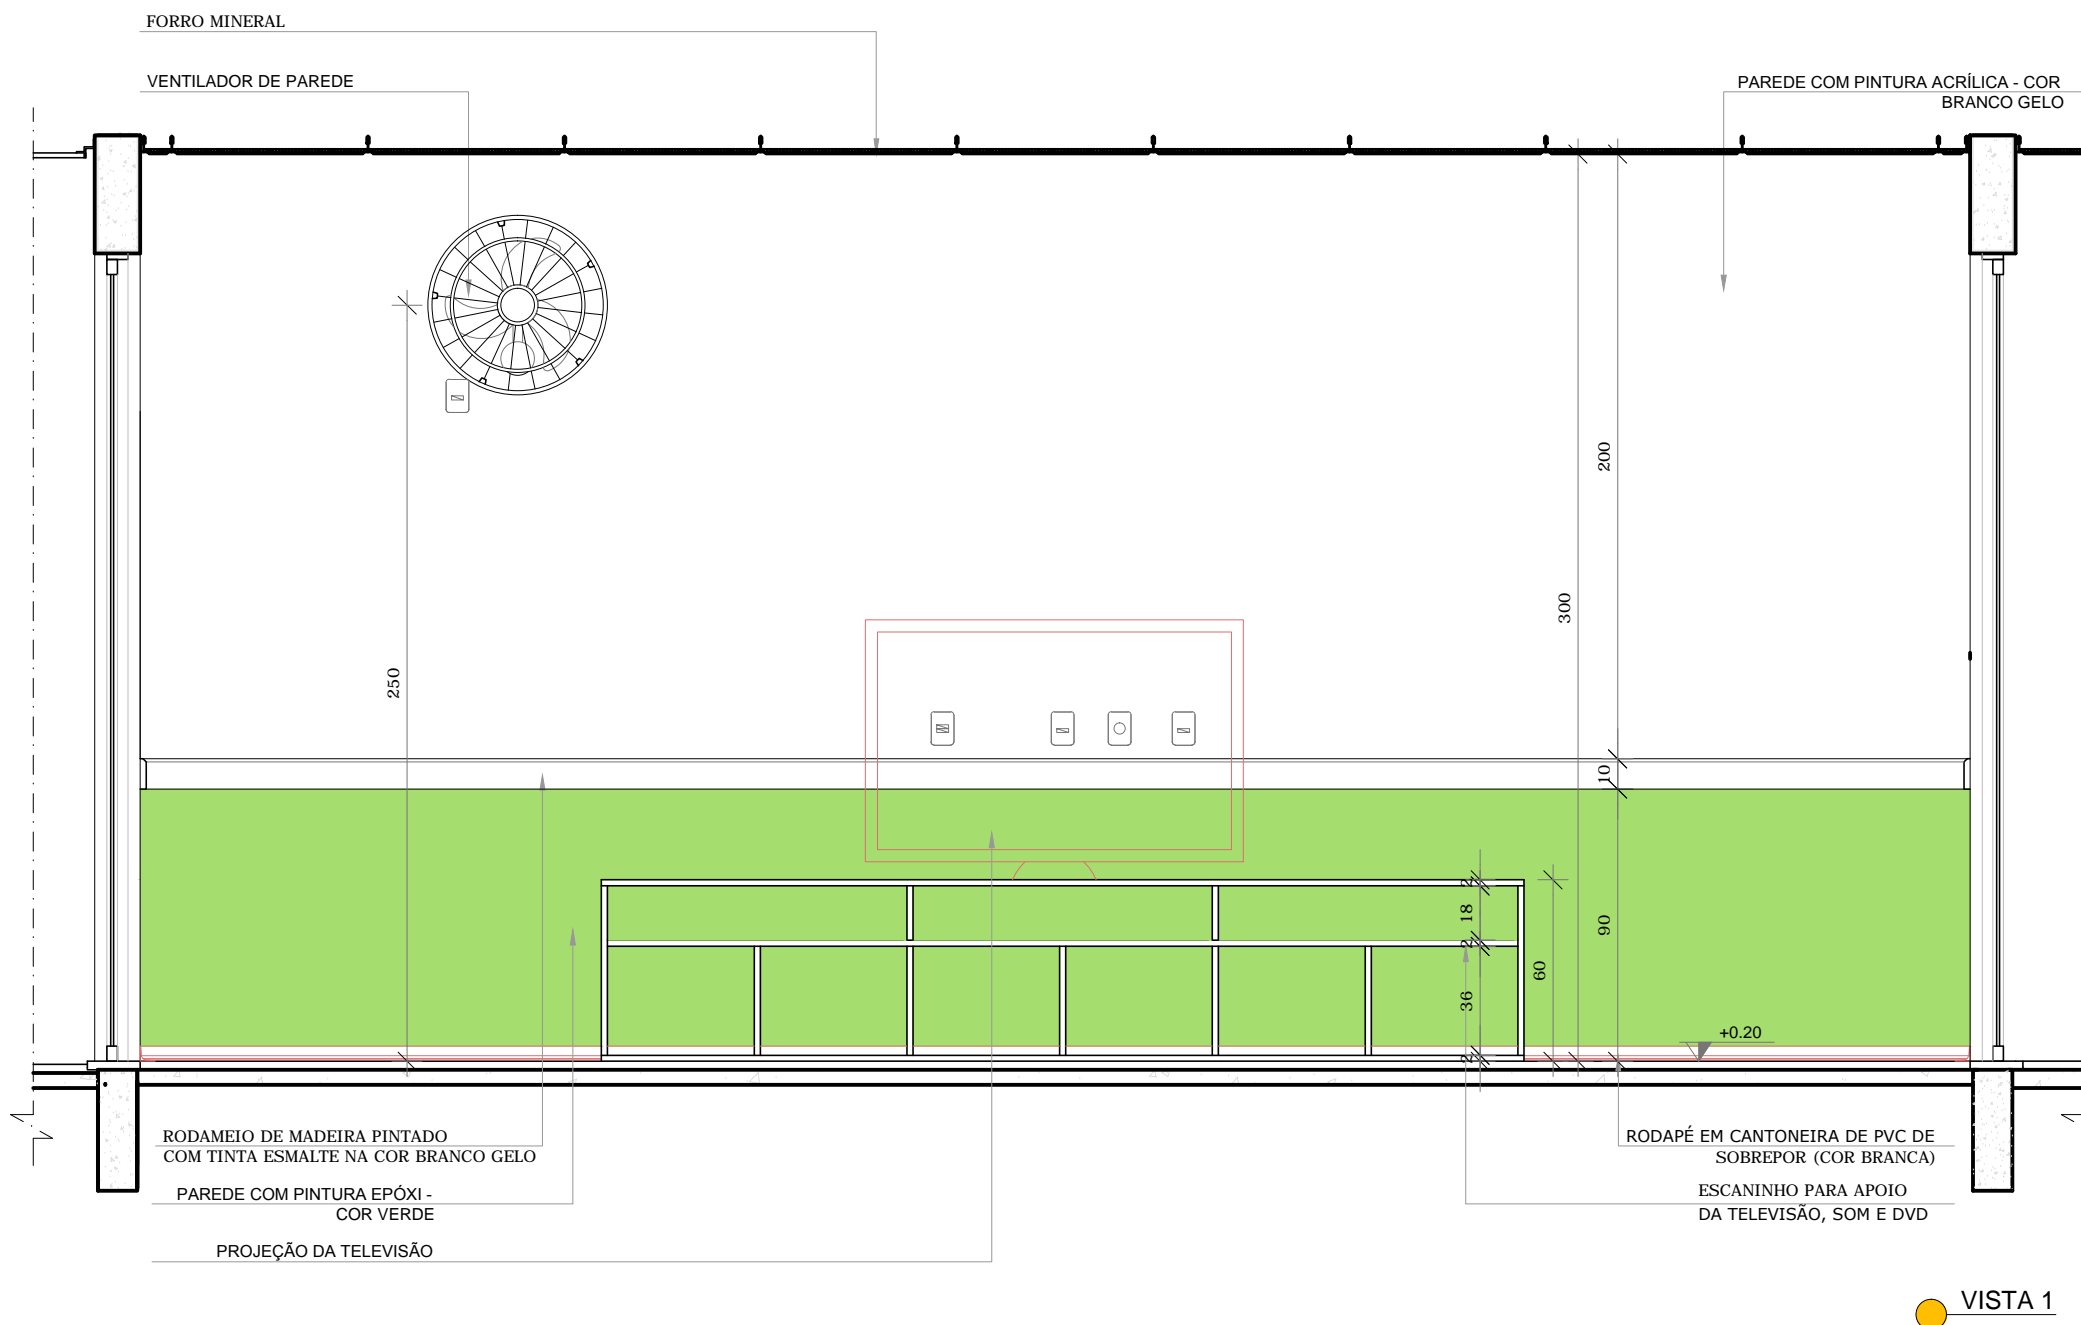 FORRO MINERAL
VENTILADOR DE PAREDE
PAREDE COM PINTURA ACRÍLICA - COR
BRANCO GELO
200
300
250
10
2
18
2
90
60
36
+0.20
2
RODAMEIO DE MADEIRA PINTADO
COM TINTA ESMALTE NA COR BRANCO GELO
RODAPÉ EM CANTONEIRA DE PVC DE
SOBREPOR (COR BRANCA)
PAREDE COM PINTURA EPÓXI -
COR VERDE
ESCANINHO PARA APOIO
DA TELEVISÃO, SOM E DVD
PROJEÇÃO DA TELEVISÃO
VISTA 1